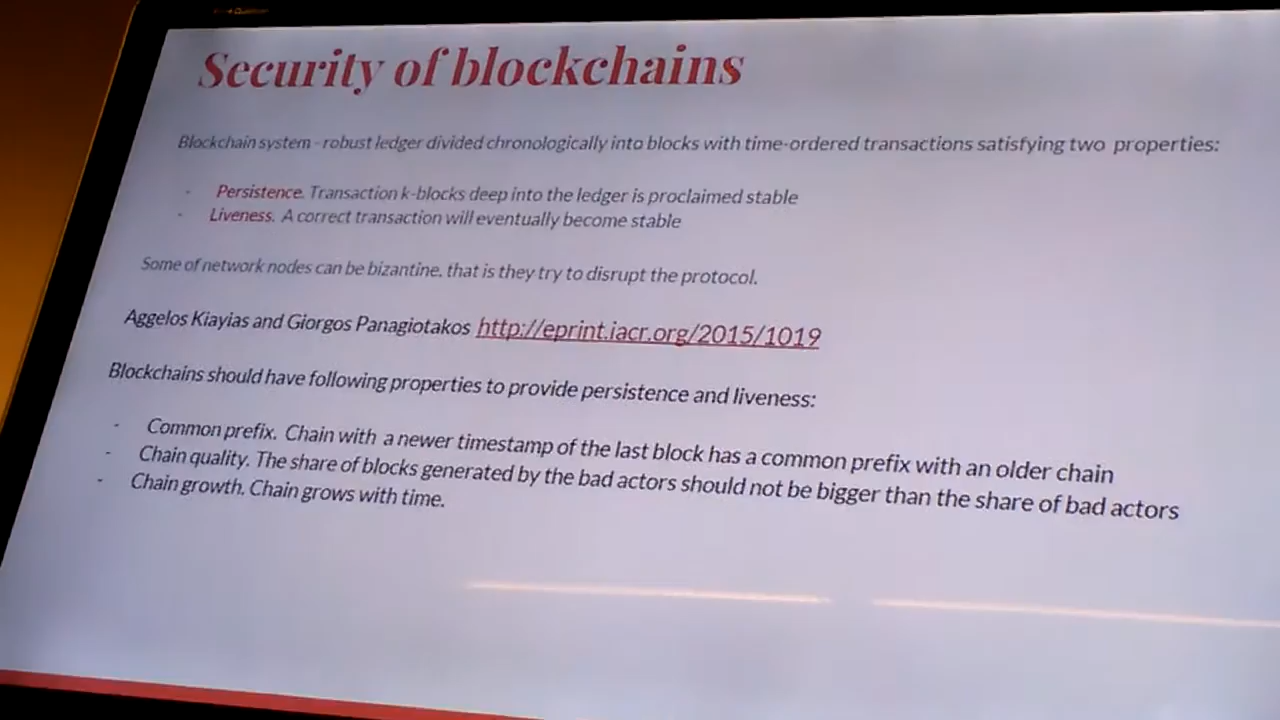 Security of blockchains
Blockchain system - robust ledger divided chronologically into blocks with time-ordered transactions satisfying two properties:
- Persistence. Transaction k-blocks deep into the ledger is proclaimed stable
- Liveness. A correct transaction will eventually become stable
Some of network nodes can be bizantine. that is they try to disrupt the protocol.
Aggelos Kiayias and Giorgos Panagiotakos http://eprint.iacr.org/2015/1019
Blockchains should have following properties to provide persistence and liveness:
- Common prefix. Chain with a newer timestamp of the last block has a common prefix with an older chain
- Chain quality. The share of blocks generated by the bad actors should not be bigger than the share of bad actors
- Chain growth. Chain grows with time.